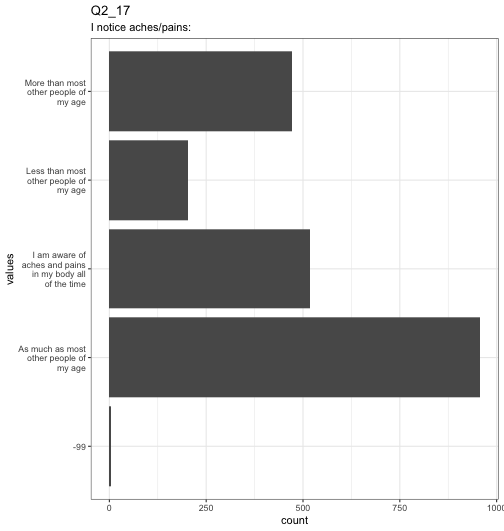 Q2_17
I notice aches/pains:
More than most
other people of
my age
Less than most
other people of
my age
I am aware of
aches and pains
in my body all
of the time
As much as most
other people of
my age
-99
values
0 250 500 750 1000
count